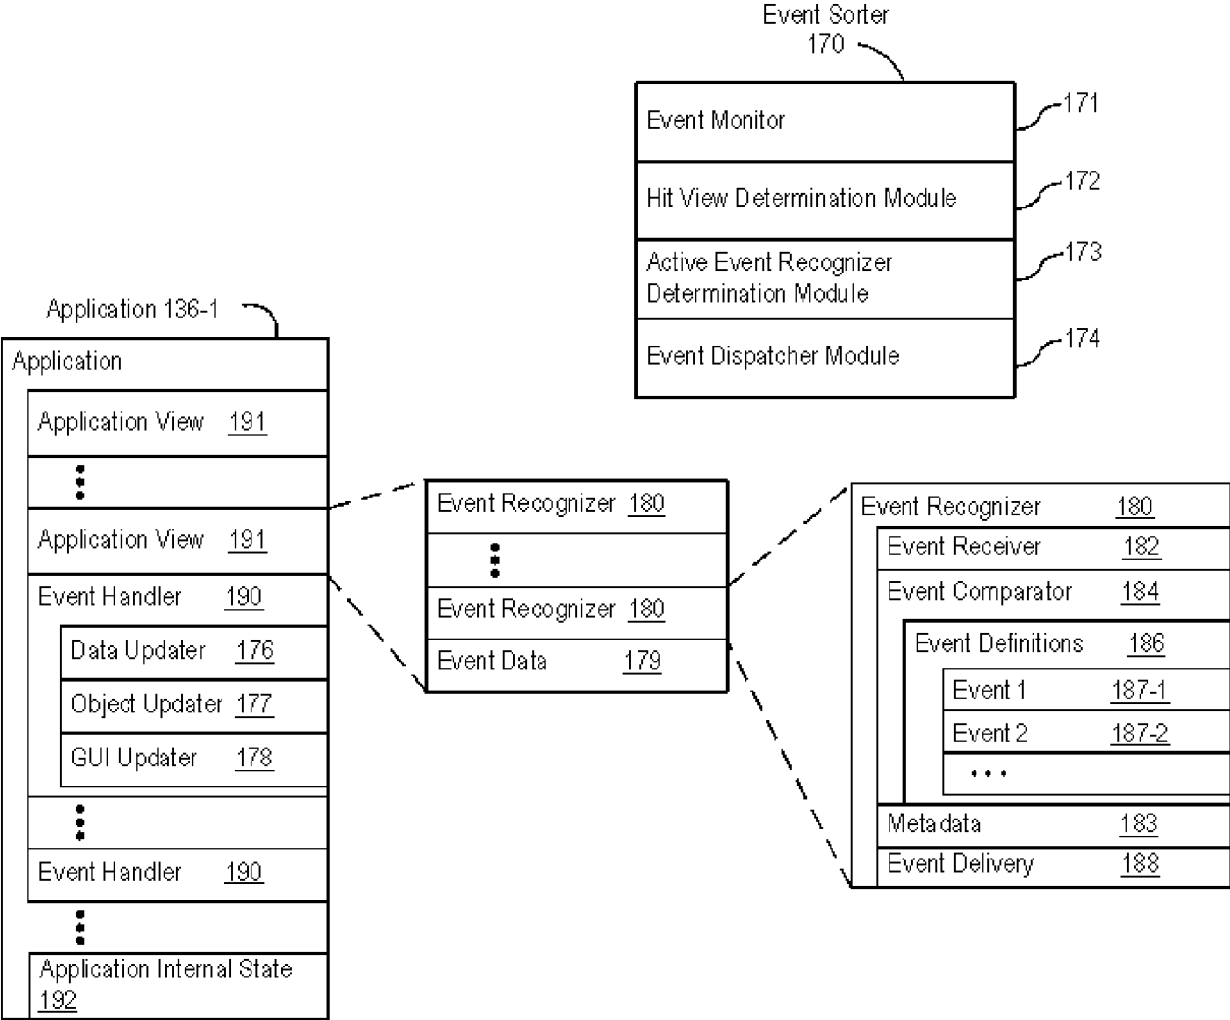 Event Sorter
170
Event Monitor
171
Hit View Determination Module
172
Active Event Recognizer
Determination Module
173
Event Dispatcher Module
174
Application 136-1
Application
Application View 191
Application View 191
Event Handler 190
Data Updater 176
Object Updater 177
GUI Updater 178
Event Handler 190
Application Internal State
192
Event Recognizer 180
Event Recognizer 180
Event Data 179
Event Recognizer 180
Event Receiver 182
Event Comparator 184
Event Definitions 186
Event 1 187-1
Event 2 187-2
Metadata 183
Event Delivery 188